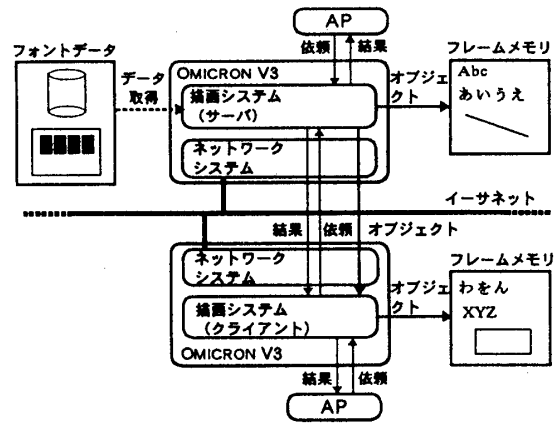 AP
依頼
結果
フォントデータ
データ
取得
OMICRON V3
描画システム
(サーバ)
ネットワーク
システム
オブジェ
クト
フレームメモリ
Abc
あいうえ
イーサネット
結果
依頼
オブジェクト
ネットワーク
システム
描画システム
(クライアント)
OMICRON V3
オブジェ
クト
フレームメモリ
わをん
XYZ
結果
依頼
AP